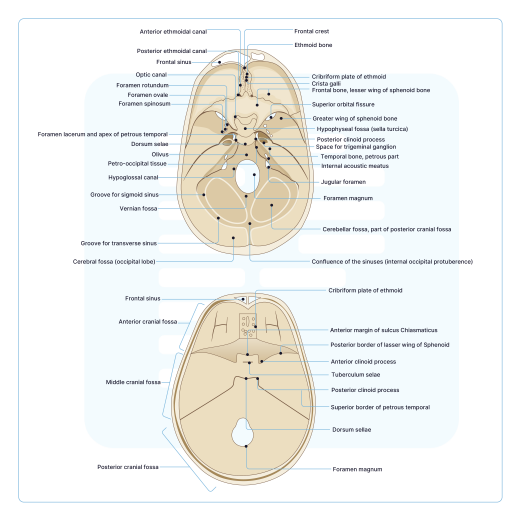 Anterior ethmoidal canal
Frontal crest
Ethmoid bone
Posterior ethmoidal canal
Frontal sinus
Optic canal
Cribriform plate of ethmoid
Crista galli
Foramen rotundum
Frontal bone, lesser wing of sphenoid bone
Foramen ovale
Foramen spinosum
Superior orbital fissure
Greater wing of sphenoid bone
Hypophyseal fossa (sella turcica)
Foramen lacerum and apex of petrous temporal
Posterior clinoid process
Dorsum selae
Space for trigeminal ganglion
Olivus
Temporal bone, petrous part
Petro-occipital tissue
Internal acoustic meatus
Hypoglossal canal
Jugular foramen
Groove for sigmoid sinus
Foramen magnum
Vernian fossa
Cerebellar fossa, part of posterior cranial fossa
Groove for transverse sinus
Cerebral fossa (occipital lobe)
Confluence of the sinuses (internal occipital protuberence)
Cribriform plate of ethmoid
Frontal sinus
Anterior cranial fossa
Anterior margin of sulcus Chiasmaticus
Posterior border of lasser wing of Sphenoid
Anterior clinoid process
Tuberculum selae
Middle cranial fossa
Posterior clinoid process
Superior border of petrous temporal
Dorsum sellae
Posterior cranial fossa
Foramen magnum